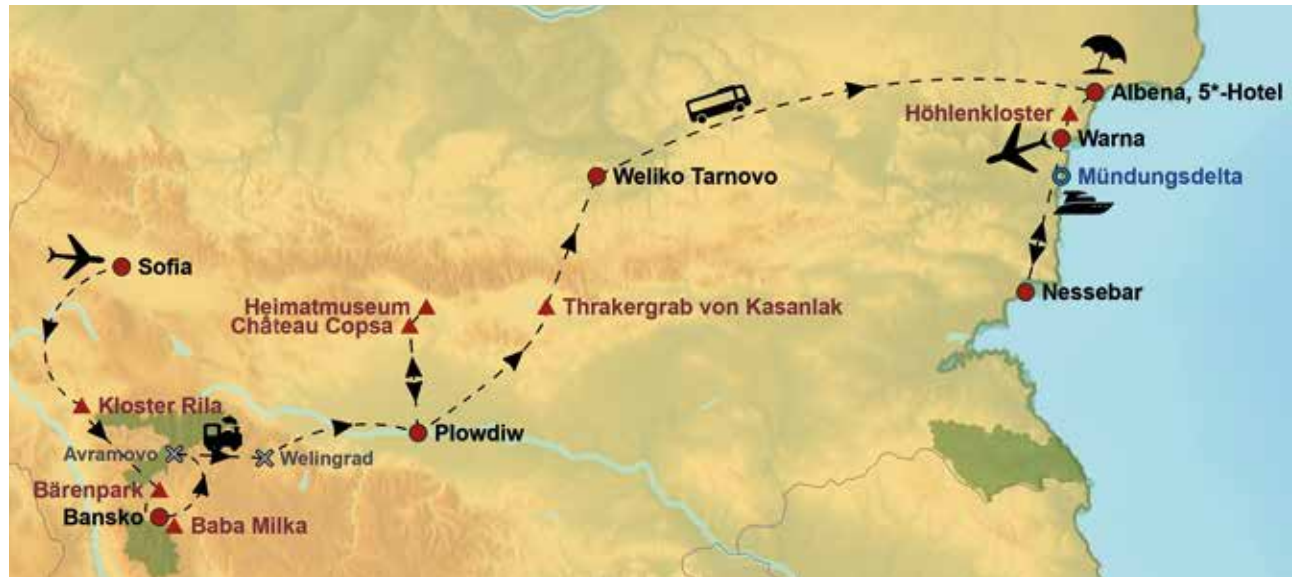 Albena, 5*-Hotel
Höhlenkloster
Warna
Weliko Tarnovo
Mündungsdelta
Sofia
Nessebar
Heimatmuseum
Thrakergrab von Kasanlak
Château Copsa
Kloster Rila
Plowdiw
Avramovo
Welingrad
Bärenpark
Bansko
Baba Milka